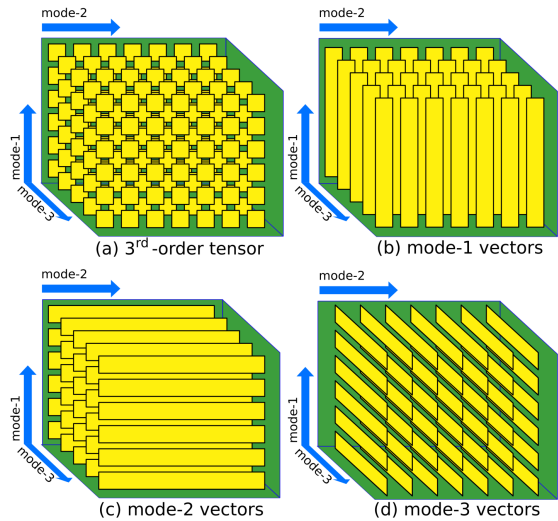 mode-2
mode-1
mode-3
(a) 3rd-order tensor
mode-2
mode-1
mode-3
(b) mode-1 vectors
mode-2
mode-1
mode-3
(c) mode-2 vectors
mode-2
mode-1
mode-3
(d) mode-3 vectors